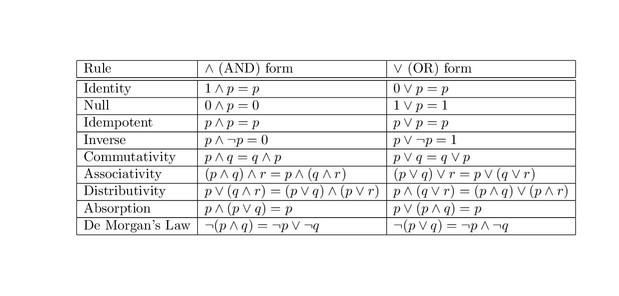 Rule ∧ (AND) form ∨ (OR) form
Identity 1 ∧ p = p 0 ∨ p = p
Null 0 ∧ p = 0 1 ∨ p = 1
Idempotent p ∧ p = p p ∨ p = p
Inverse p ∧ ¬p = 0 p ∨ ¬p = 1
Commutativity p ∧ q = q ∧ p p ∨ q = q ∨ p
Associativity (p ∧ q) ∧ r = p ∧ (q ∧ r) (p ∨ q) ∨ r = p ∨ (q ∨ r)
Distributivity p ∨ (q ∧ r) = (p ∨ q) ∧ (p ∨ r) p ∧ (q ∨ r) = (p ∧ q) ∨ (p ∧ r)
Absorption p ∧ (p ∨ q) = p p ∨ (p ∧ q) = p
De Morgan's Law ¬(p ∧ q) = ¬p ∨ ¬q ¬(p ∨ q) = ¬p ∧ ¬q